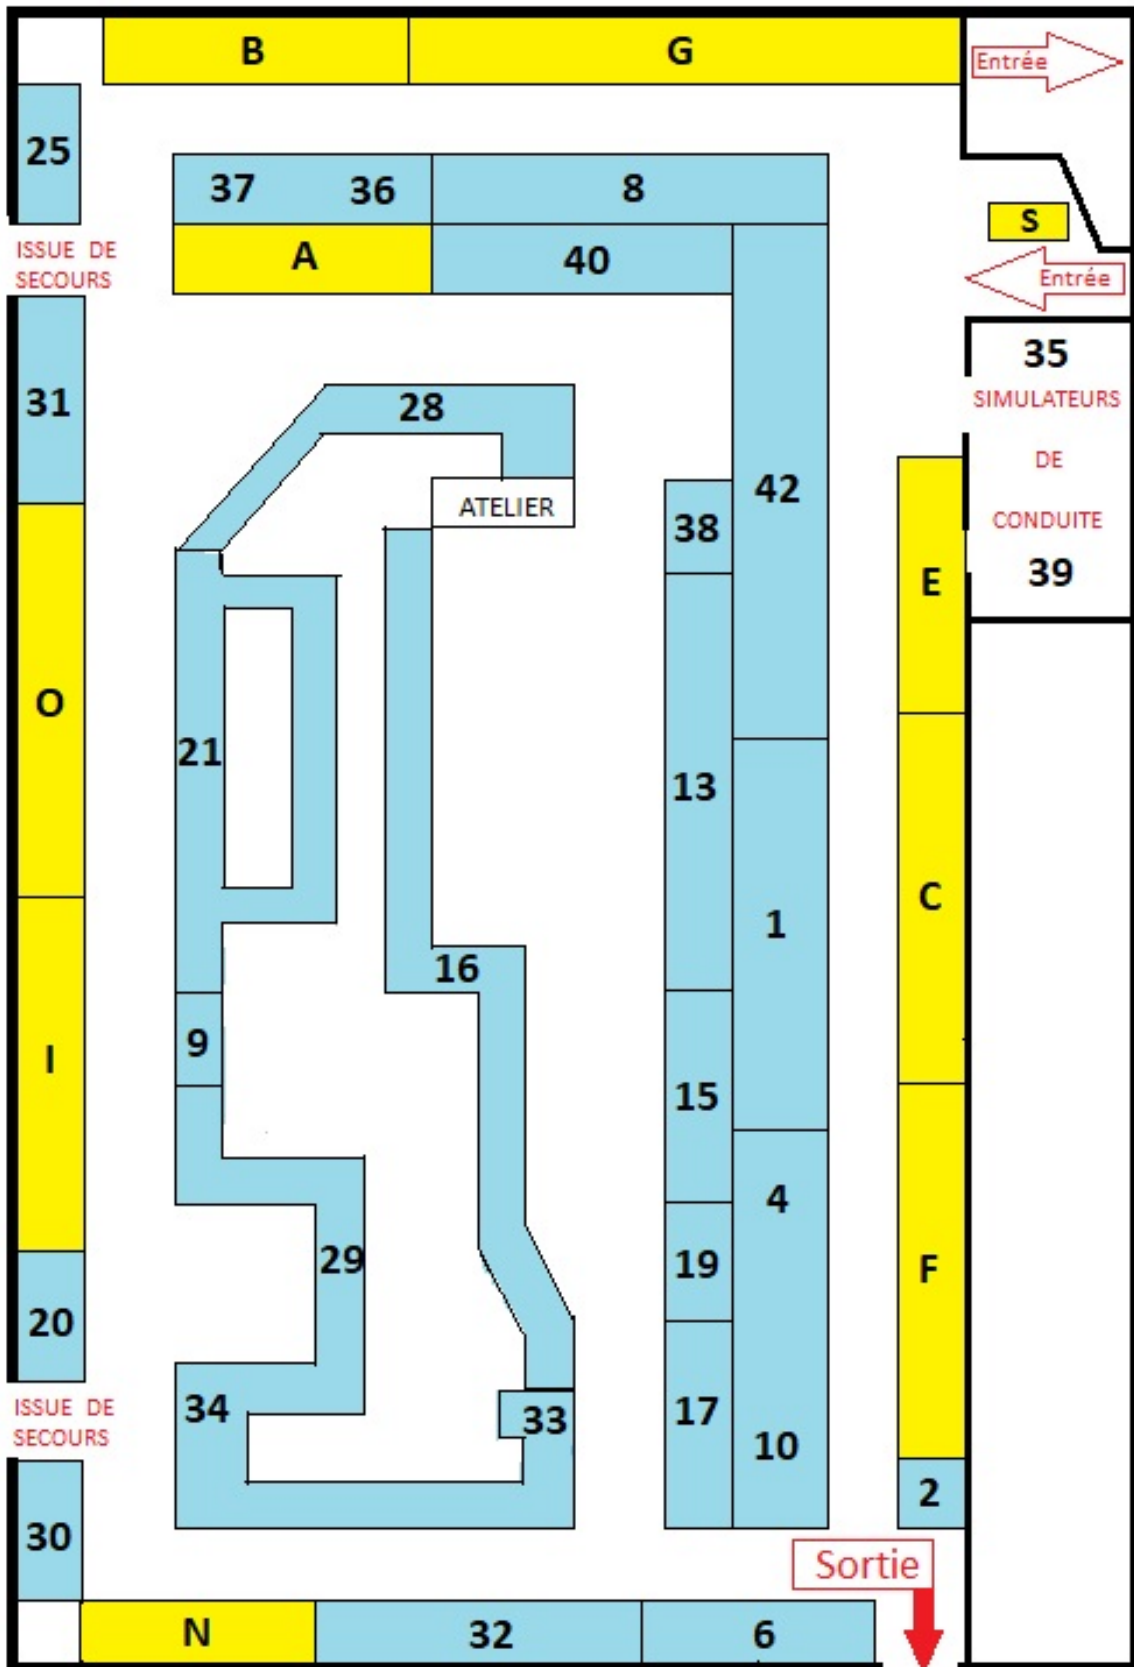 B
G
Entrée
25
37
36
8
S
ISSUE DE
SECOURS
A
40
Entrée
31
28
35
SIMULATEURS
DE
CONDUITE
39
42
ATELIER
38
E
O
21
13
C
1
16
I
9
15
4
19
F
29
20
ISSUE DE
SECOURS
34
33
17
10
2
30
Sortie
N
32
6